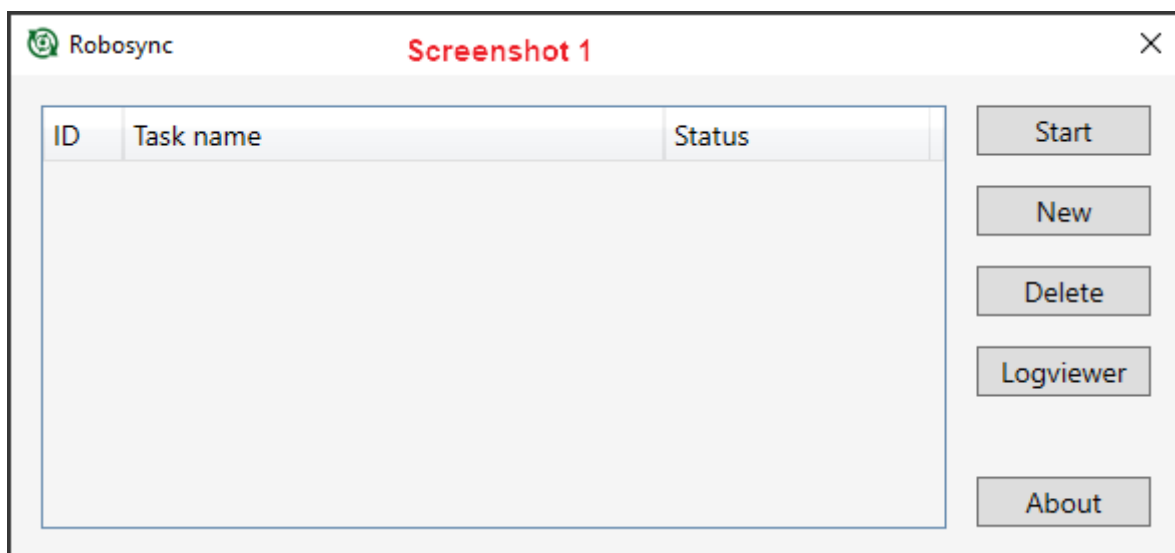 Robosync
Screenshot 1
ID Task name Status
Start
New
Delete
Logviewer
About